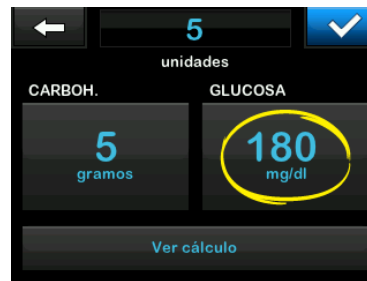 5
unidades
CARBOH. GLUCOSA
5 180
gramos mg/dl
Ver cálculo